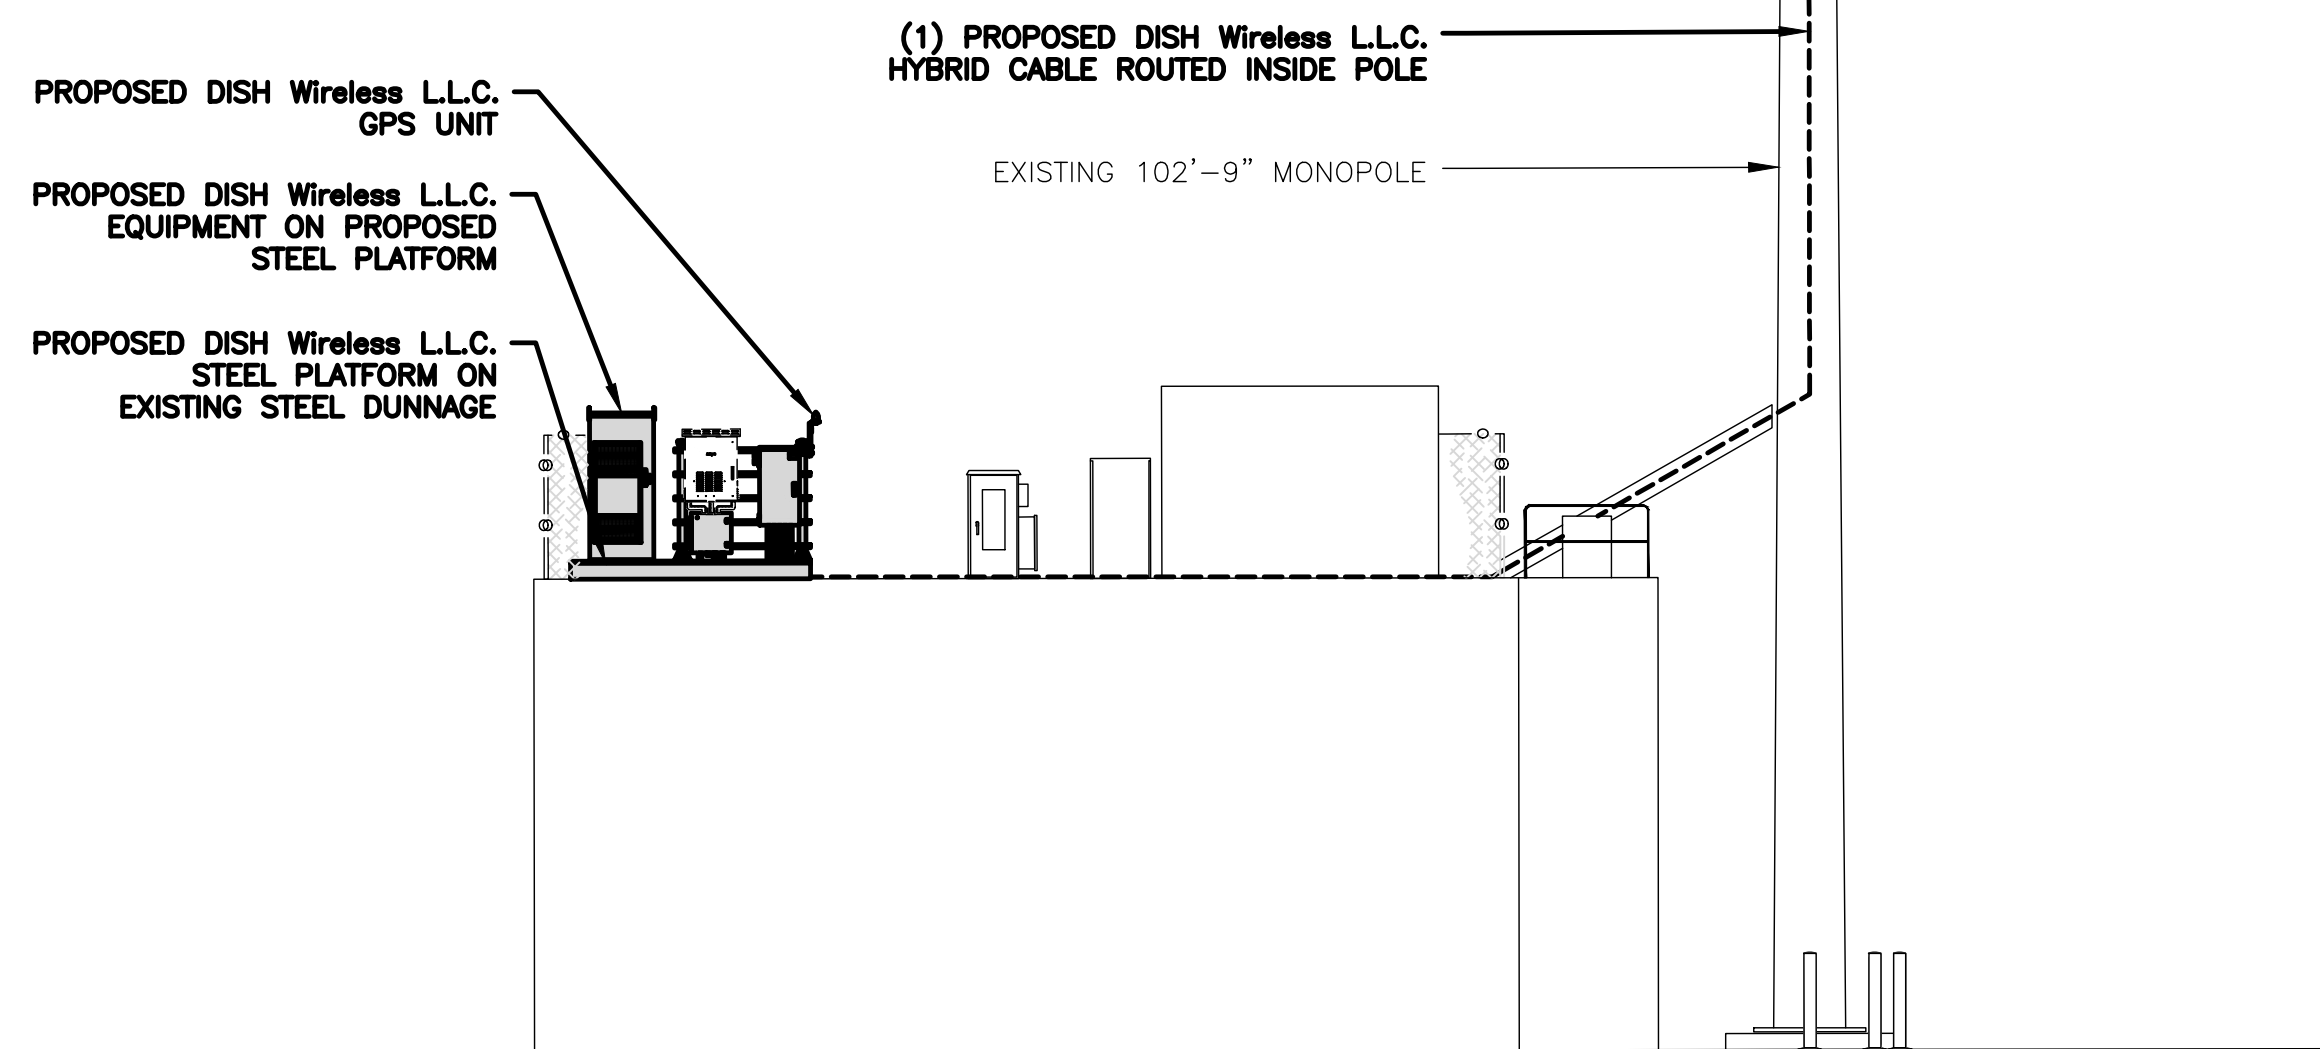 (1) PROPOSED DISH Wireless L.L.C.
HYBRID CABLE ROUTED INSIDE POLE
PROPOSED DISH Wireless L.L.C.
GPS UNIT
EXISTING 102'-9" MONOPOLE
PROPOSED DISH Wireless L.L.C.
EQUIPMENT ON PROPOSED
STEEL PLATFORM
PROPOSED DISH Wireless L.L.C.
STEEL PLATFORM ON
EXISTING STEEL DUNNAGE